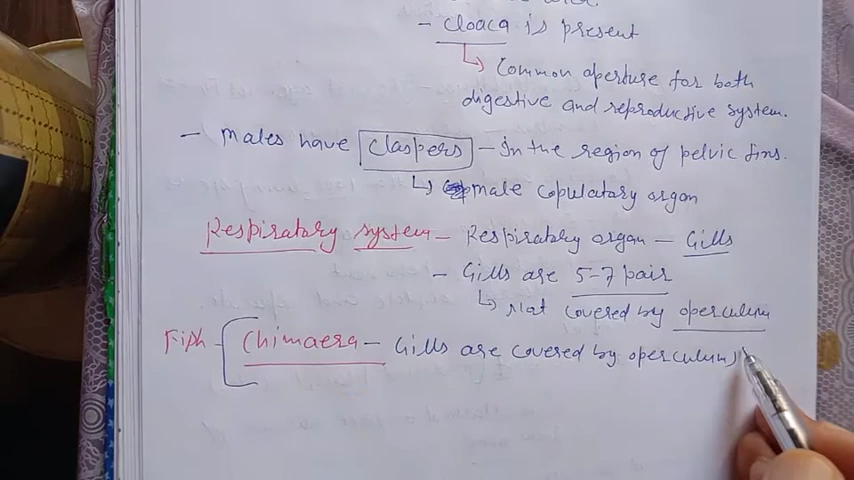 - Cloaca is present
↳ Common aperture for both
digestive and reproductive system.
- Males have Claspers - In the region of pelvic fins.
↳ male copulatory organ
Respiratory system - Respiratory organ - Gills
- Gills are 5-7 pair
↳ Not covered by operculum
Fish - Chimaera - Gills are covered by operculum